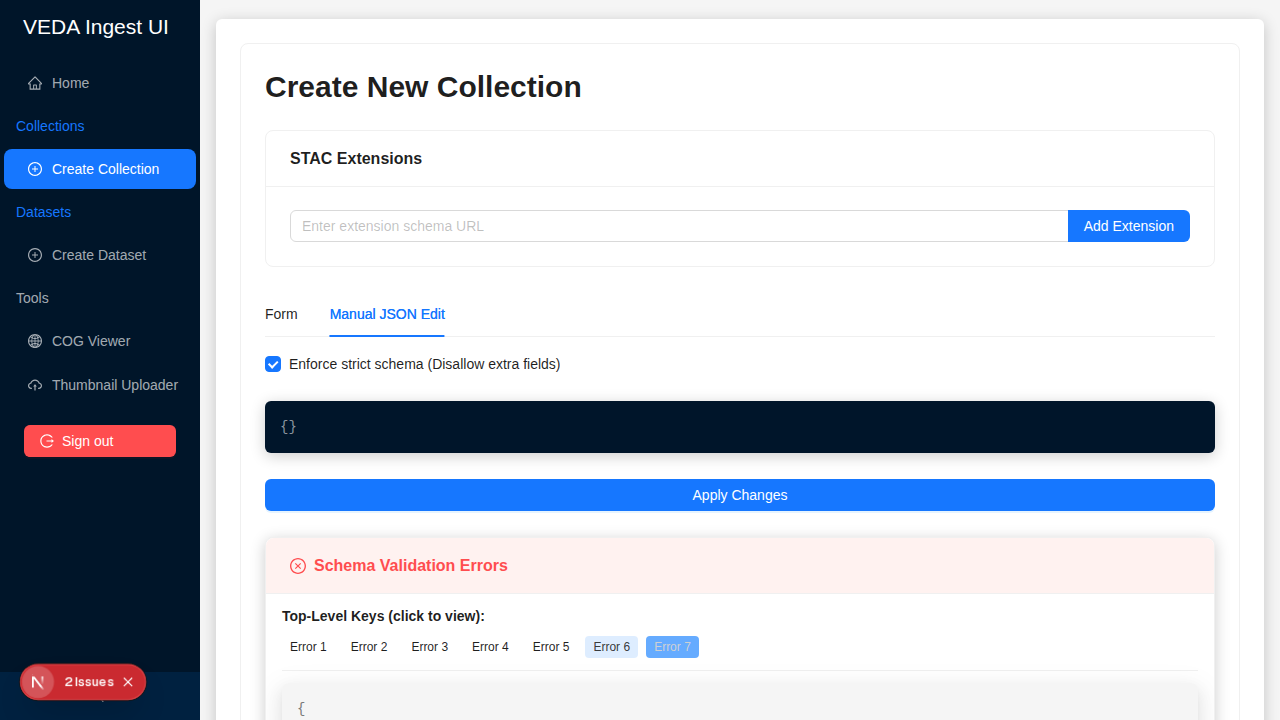 VEDA Ingest UI
Home
Collections
Create Collection
Datasets
Create Dataset
Tools
COG Viewer
Thumbnail Uploader
Sign out
2 Issues
Create New Collection
STAC Extensions
Enter extension schema URL
Add Extension
Form
Manual JSON Edit
Enforce strict schema (Disallow extra fields)
{}
Apply Changes
Schema Validation Errors
Top-Level Keys (click to view):
Error 1 Error 2 Error 3 Error 4 Error 5 Error 6 Error 7
{